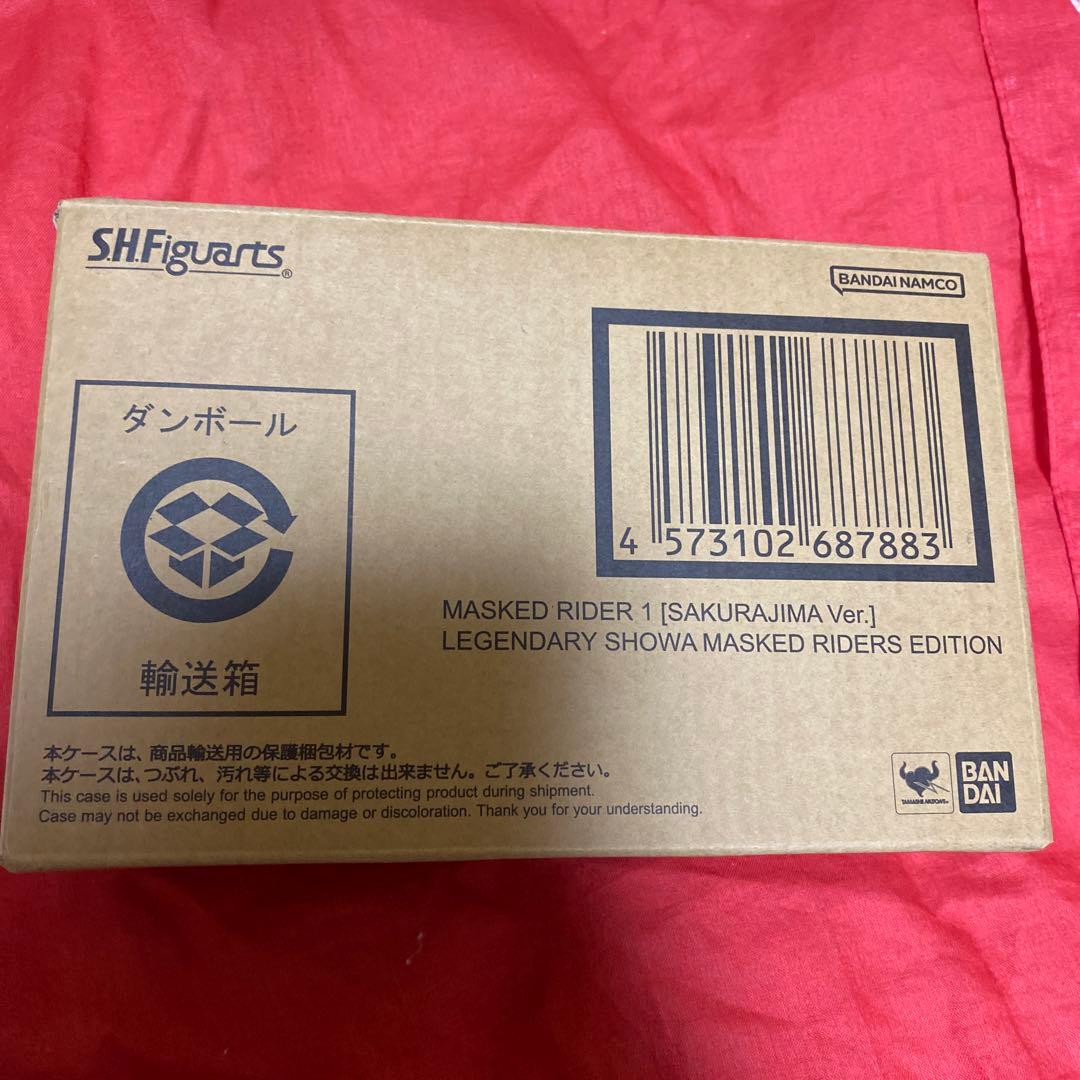 S.H.Figuarts®
BANDAI NAMCO
ダンボール
輸送箱
4 573102 687883
MASKED RIDER 1 [SAKURAJIMA Ver.]
LEGENDARY SHOWA MASKED RIDERS EDITION
本ケースは、商品輸送用の保護梱包材です。
本ケースは、つぶれ、汚れ等による交換は出来ません。ご了承ください。
This case is used solely for the purpose of protecting product during shipment.
Case may not be exchanged due to damage or discoloration. Thank you for your understanding.
TAMASHII NATIONS
BAN
DAI